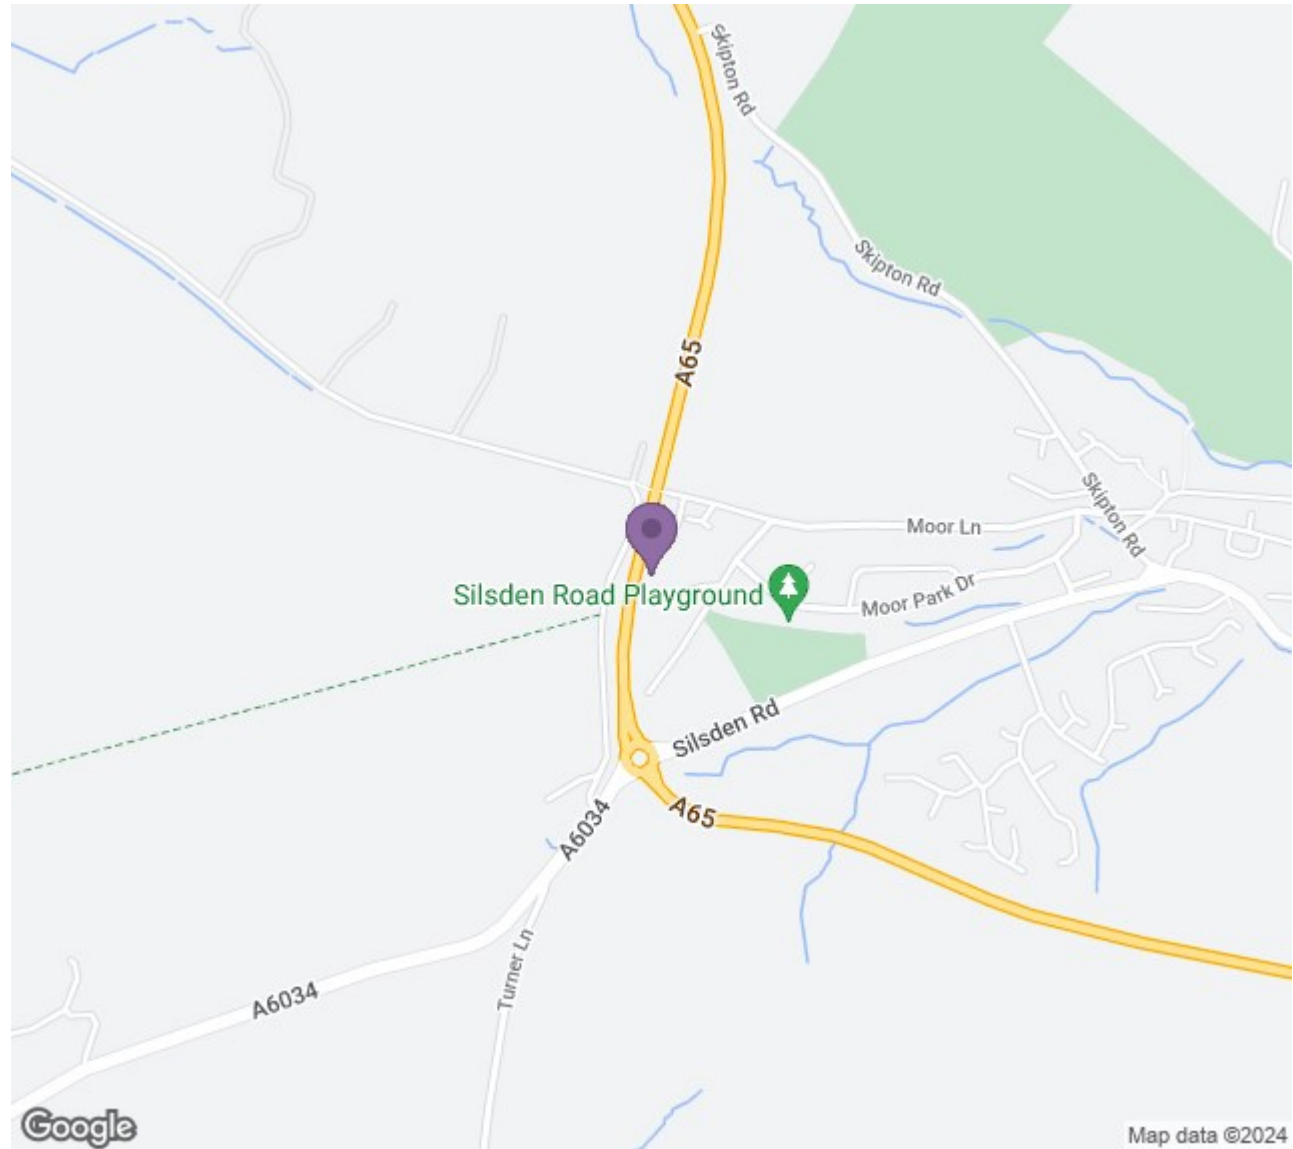 Skipton Rd
Skipton Rd
A65
Skipton Rd
Moor Ln
Silsden Road Playground
Moor Park Dr
Silsden Rd
A65
A6034
Turner Ln
A6034
Google
Map data ©2024